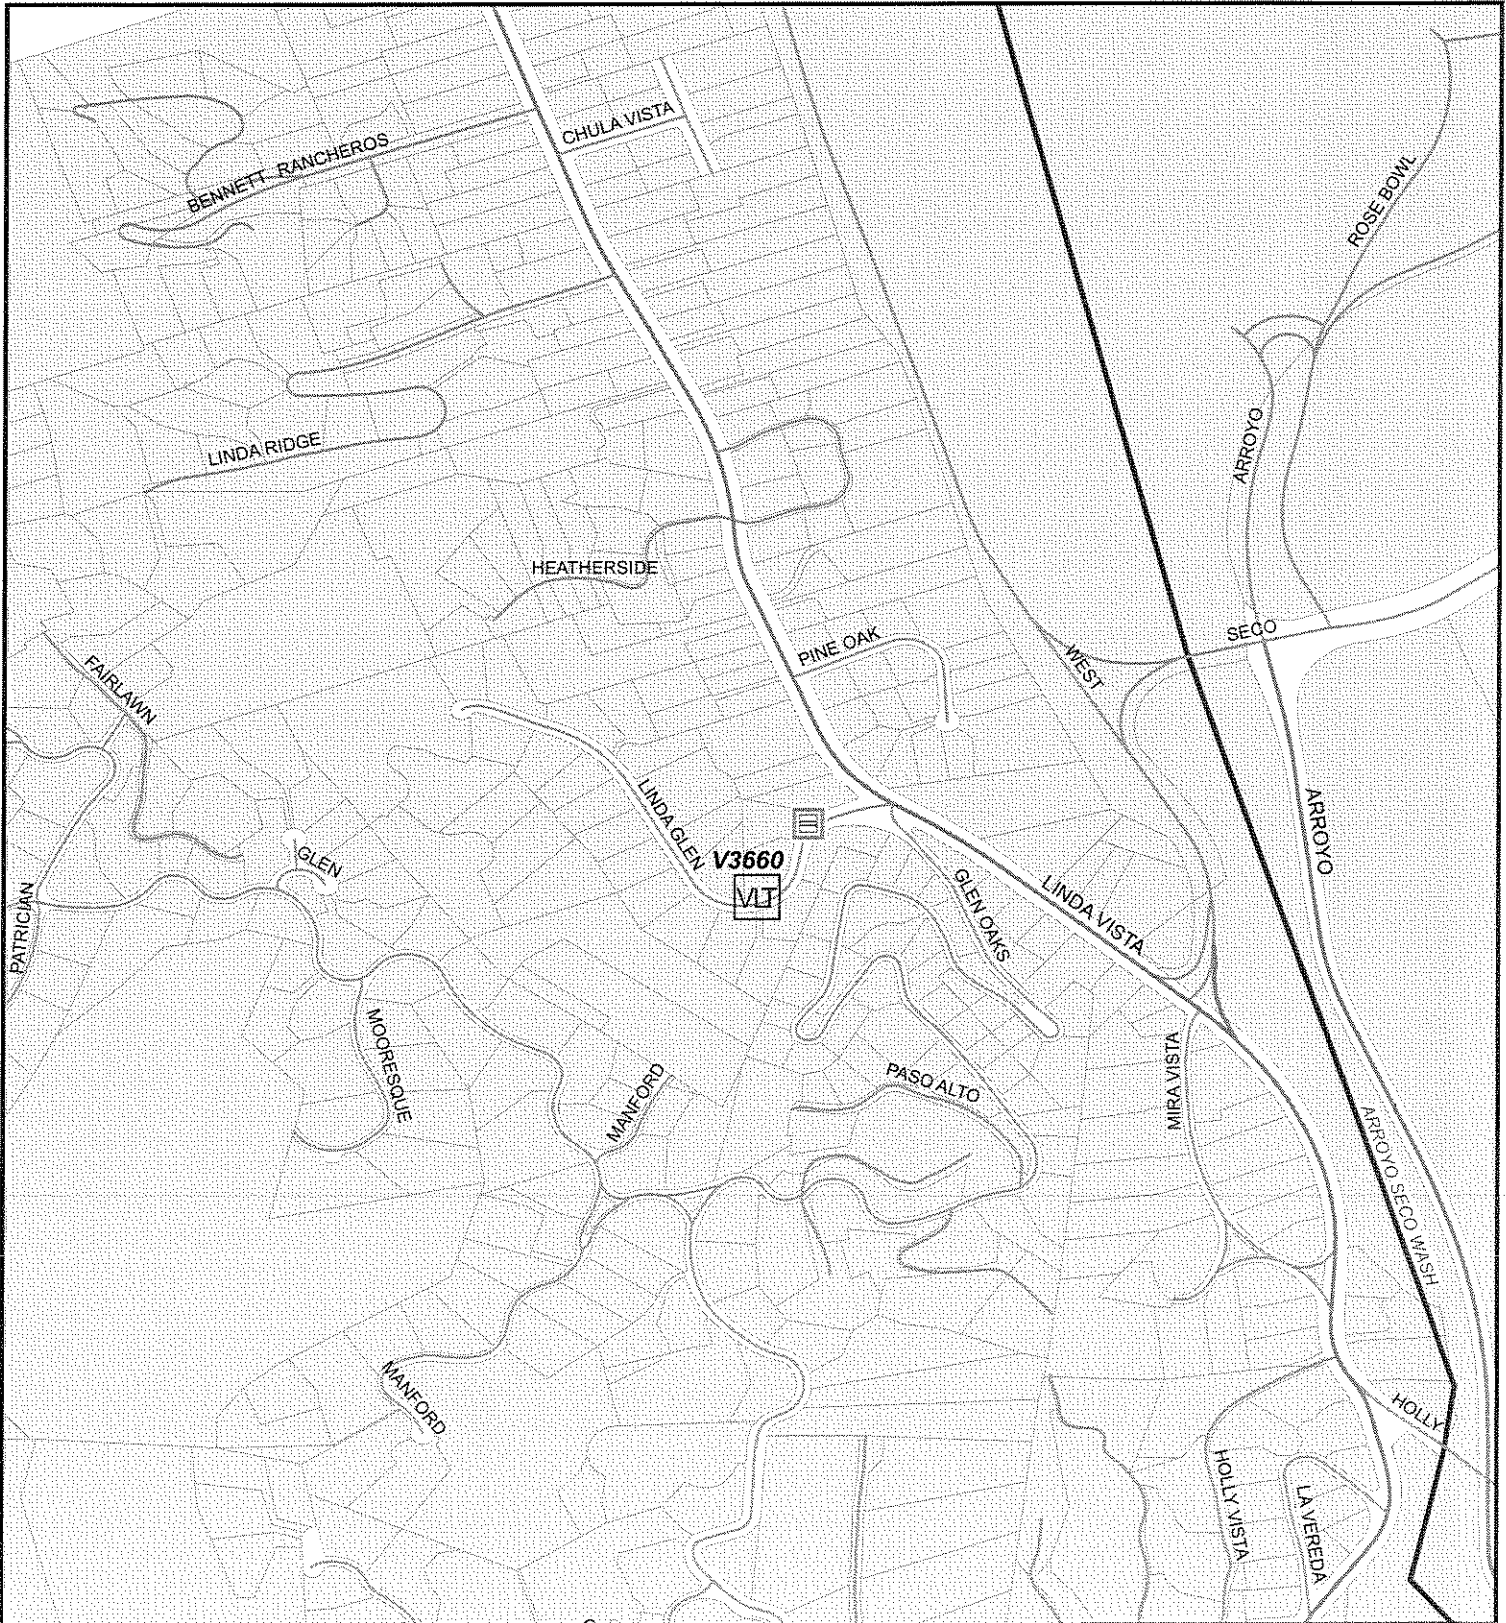 CHULA VISTA
BENNETT RANCHEROS
ROSE BOWL
ARROYO
LINDA RIDGE
HEATHERSIDE
SECO
PINE OAK
WEST
FAIRLAWN
LINDA GLEN
ARROYO
GLEN
V3660
VLT
PATRICIAN
GLEN OAKS
LINDA VISTA
MOORESQUE
MANFORD
PASO ALTO
MIRA VISTA
ARROYO SECO WASH
MANFORD
HOLLY
HOLLY VISTA
LA VEREDA